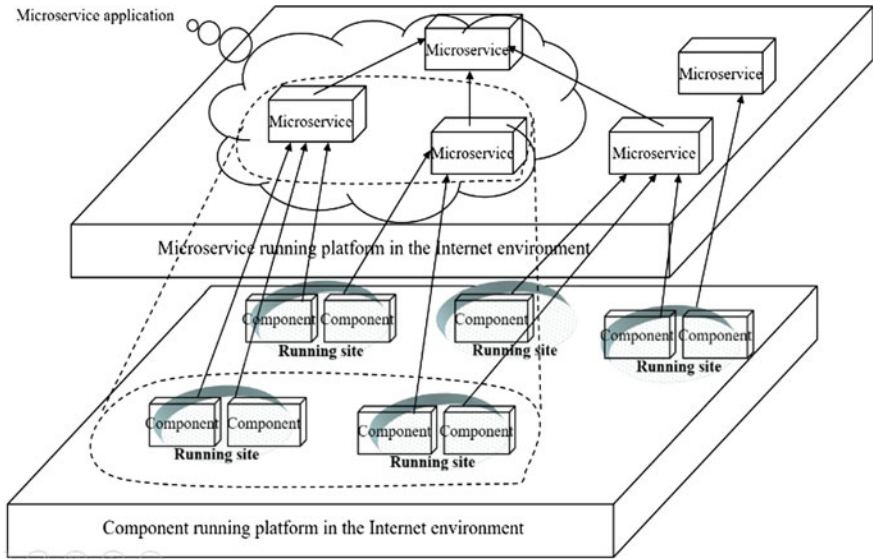 Microservice application
Microservice
Microservice
Microservice
Microservice
Microservice
Microservice running platform in the Internet environment
Component
Component
Running site
Component
Running site
Component
Component
Running site
Component
Component
Running site
Component
Component
Running site
Component running platform in the Internet environment